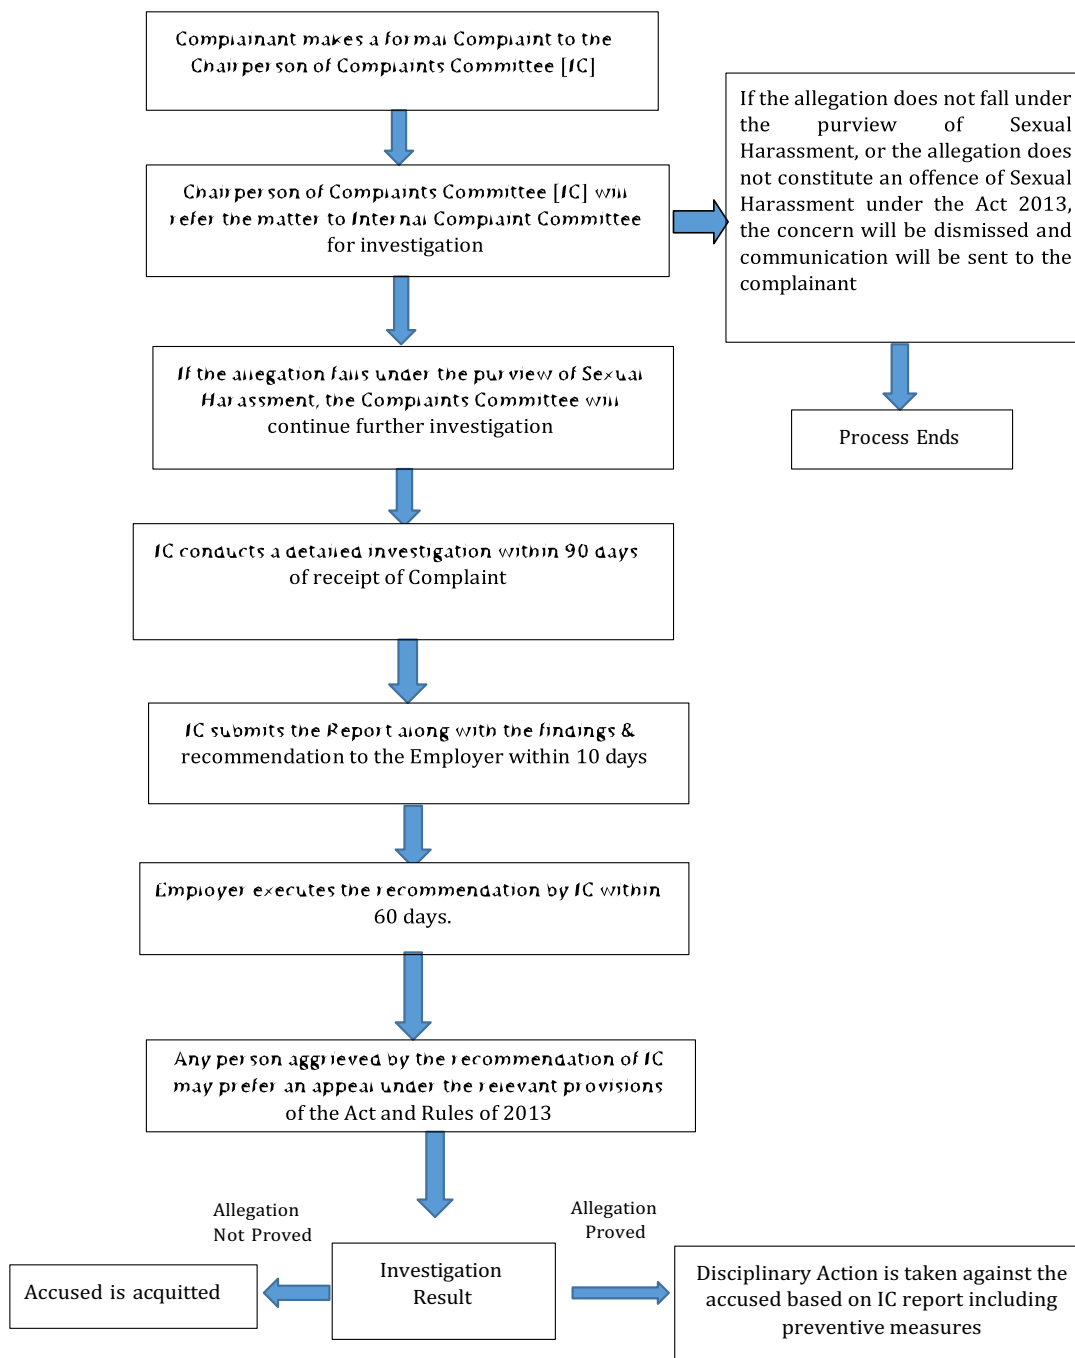 Complainant makes a formal Complaint to the
Chairperson of Complaints Committee [IC]
If the allegation does not fall under
the purview of Sexual
Harassment, or the allegation does
not constitute an offence of Sexual
Harassment under the Act 2013,
the concern will be dismissed and
communication will be sent to the
complainant
Chairperson of Complaints Committee [IC] will
refer the matter to Internal Complaint Committee
for investigation
If the allegation falls under the purview of Sexual
Harassment, the Complaints Committee will
continue further investigation
Process Ends
IC conducts a detailed investigation within 90 days
of receipt of Complaint
IC submits the Report along with the findings &
recommendation to the Employer within 10 days
Employer executes the recommendation by IC within
60 days.
Any person aggrieved by the recommendation of IC
may prefer an appeal under the relevant provisions
of the Act and Rules of 2013
Allegation
Not Proved
Allegation
Proved
Accused is acquitted
Investigation
Result
Disciplinary Action is taken against the
accused based on IC report including
preventive measures